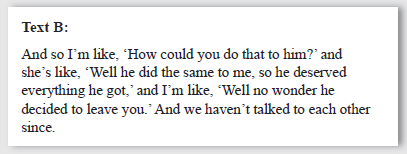 Text B:
And so I'm like, ‘How could you do that to him?’ and
she's like, ‘Well he did the same to me, so he deserved
everything he got,’ and I'm like, ‘Well no wonder he
decided to leave you.’ And we haven't talked to each other
since.